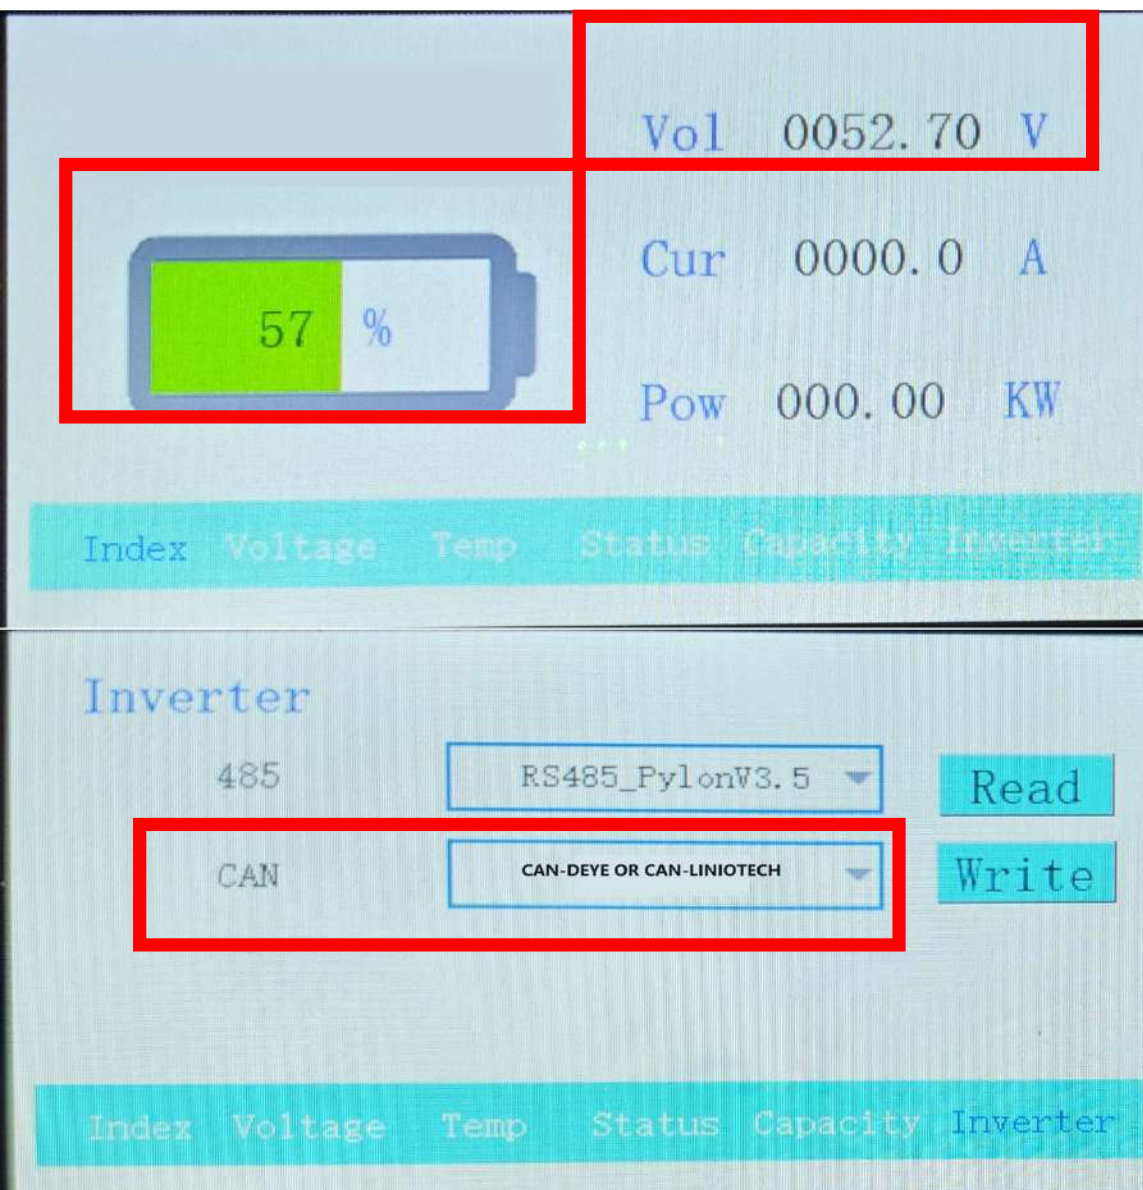 Vol 0052.70 V
57 %
Cur 0000.0 A
Pow 000.00 KW
Index Voltage Temp Status Capacity Inverter
Inverter
485 RS485_PylonV3.5 Read
CAN CAN-DEYE OR CAN-LINIOTECH Write
Index Voltage Temp Status Capacity Inverter